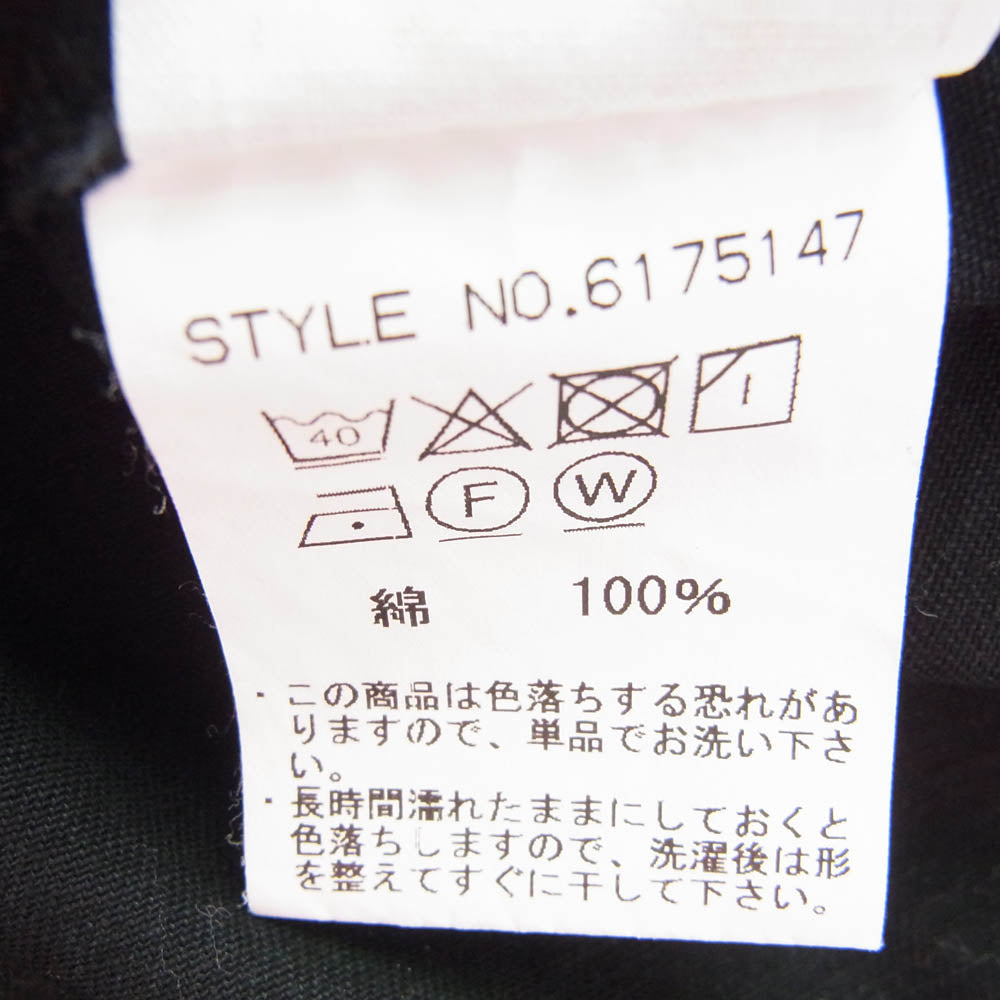 STYLE NO.6175147
40
F W
綿 100%
・この商品は色落ちする恐れがあ
りますので、単品でお洗い下さ
い。
・長時間濡れたままにしておくと
色落ちしますので、洗濯後は形
を整えてすぐに干して下さい。